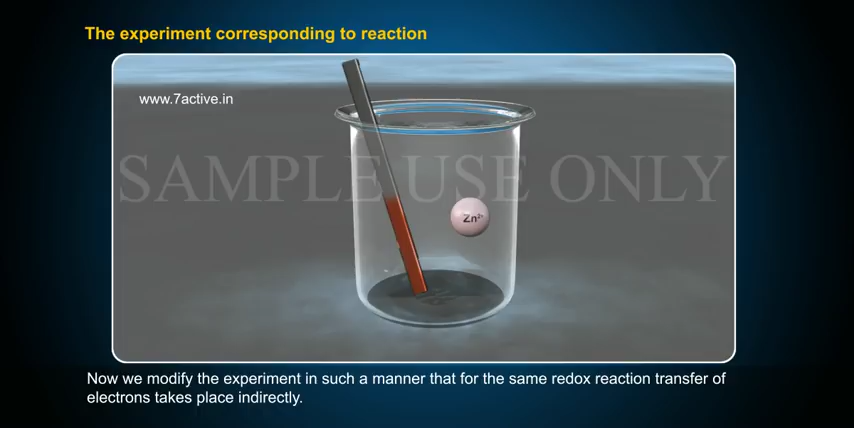 The experiment corresponding to reaction
www.7active.in
SAMPLE USE ONLY
Zn²⁺
Now we modify the experiment in such a manner that for the same redox reaction transfer of
electrons takes place indirectly.